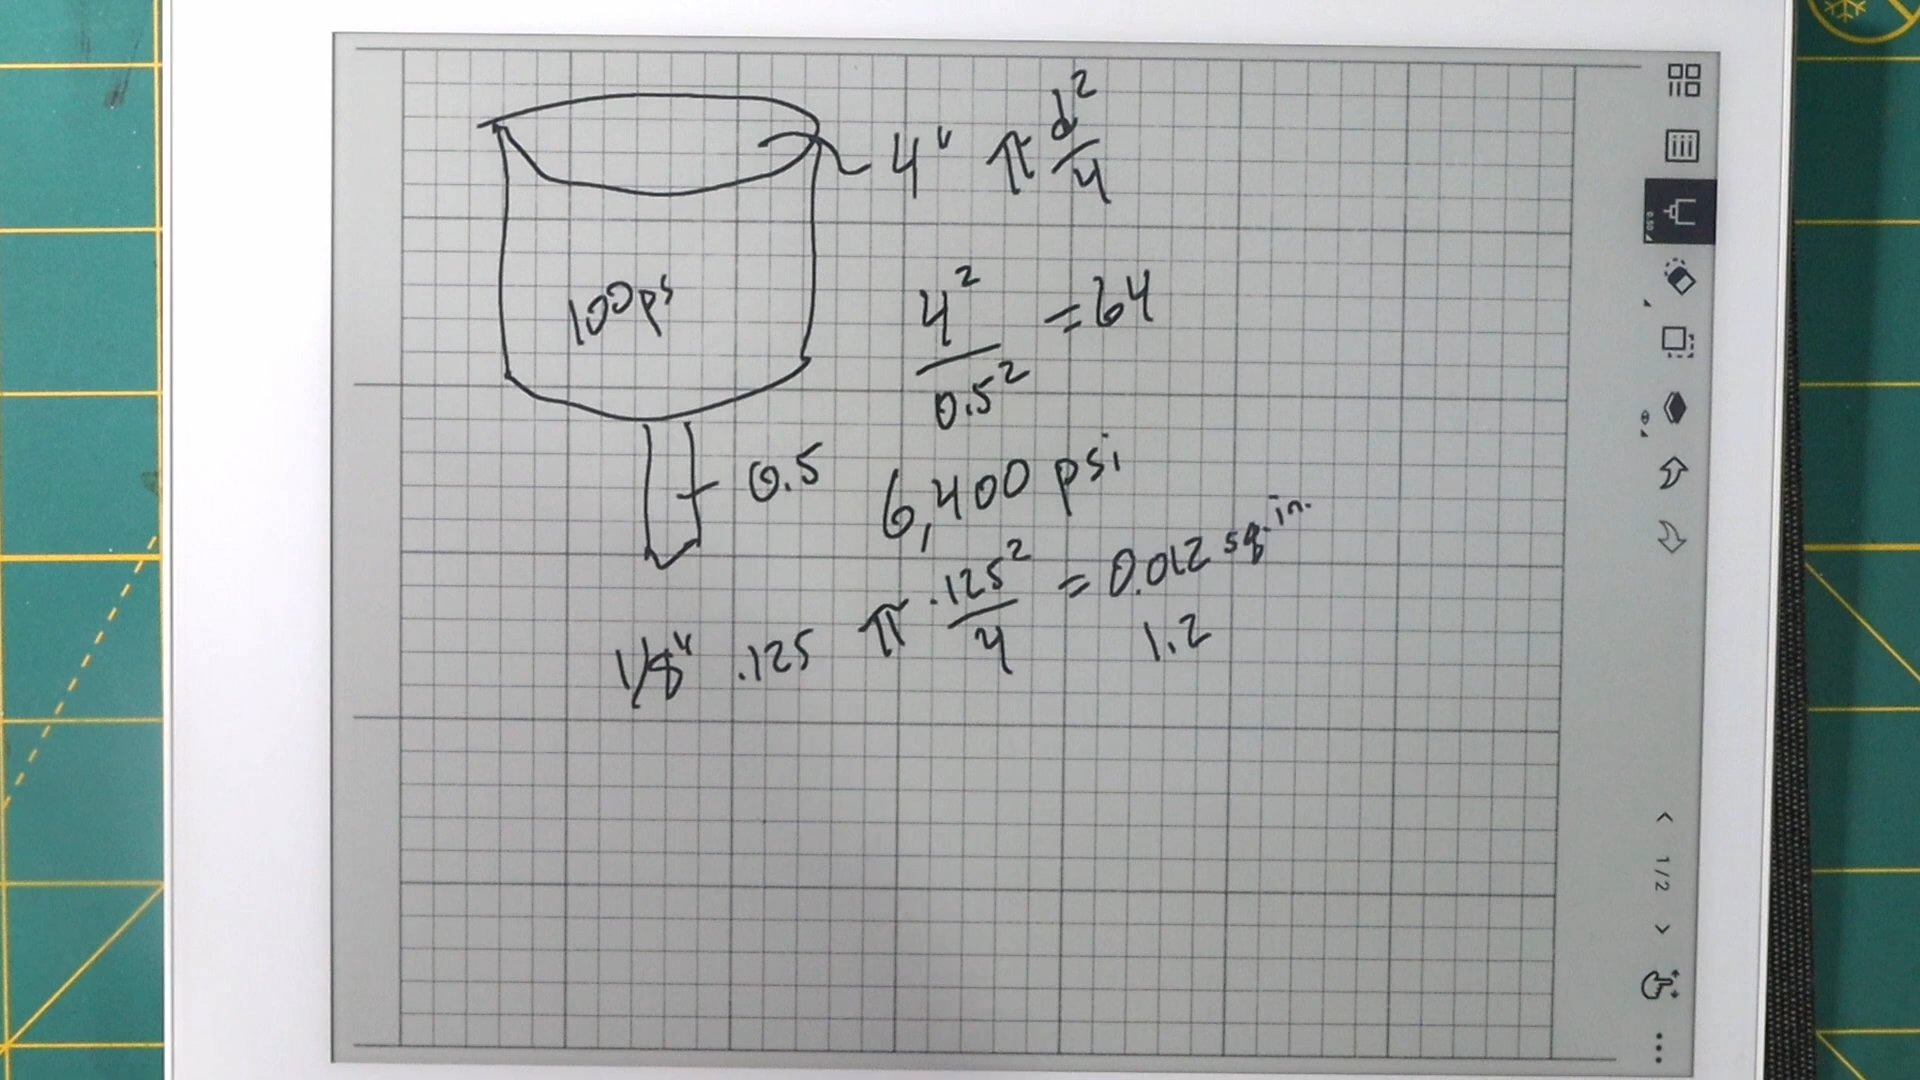 4" π d²/4
100psi
4²/0.5² = 64
0.5
6,400 psi
1/8" .125 π .125²/4 = 0.012 sq. in.
1.2
1/2